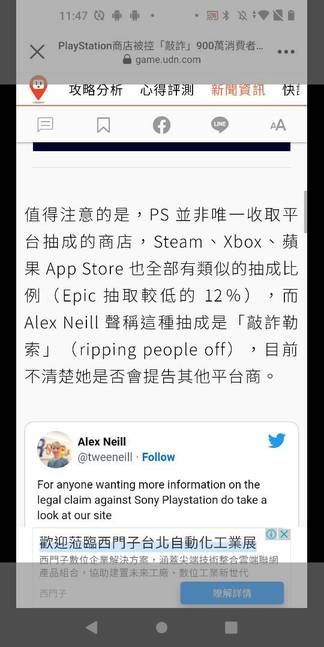 11:47
PlayStation商店被控「敲詐」900萬消費者...
game.udn.com
攻略分析 心得評測 新聞資訊 快訊
LINE
AA
值得注意的是，PS 並非唯一收取平
台抽成的商店，Steam、Xbox、蘋
果 App Store 也全部有類似的抽成比
例（Epic 抽取較低的 12%），而
Alex Neill 聲稱這種抽成是「敲詐勒
索」（ripping people off），目前
不清楚她是否會提告其他平台商。
Alex Neill
@tweeneill · Follow
For anyone wanting more information on the
legal claim against Sony Playstation do take a
look at our site
歡迎蒞臨西門子台北自動化工業展
西門子數位企業解決方案，涵蓋尖端技術整合雲端聯網
產品組合，協助建置未來工廠、數位工業新世代
西門子
瞭解詳情